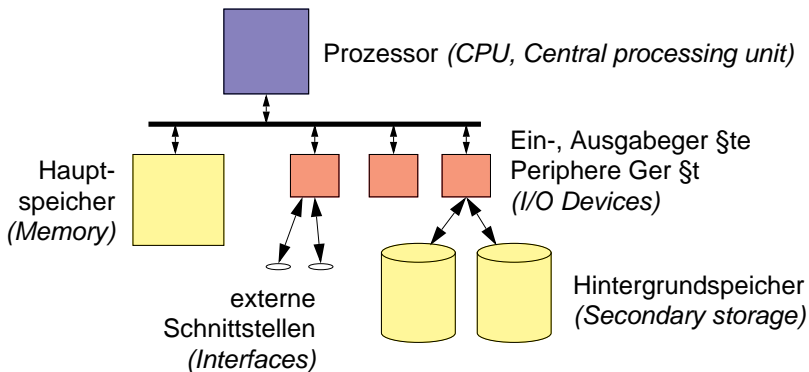 Prozessor (CPU, Central processing unit)
Haupt-
speicher
(Memory)
Ein-, Ausgabeger §te
Periphere Ger §t
(I/O Devices)
externe
Schnittstellen
(Interfaces)
Hintergrundspeicher
(Secondary storage)